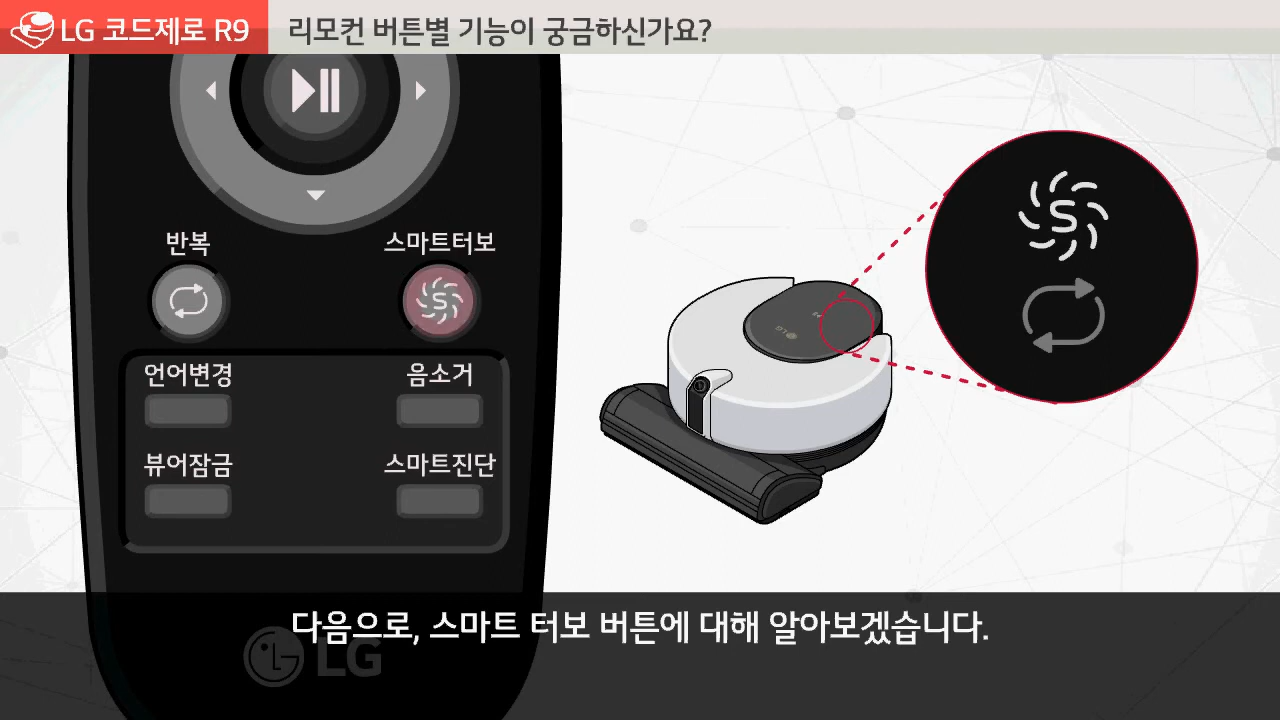 LG 코드제로 R9
리모컨 버튼별 기능이 궁금하신가요?
반복
스마트터보
언어변경
음소거
뷰어잠금
스마트진단
LG
S
다음으로, 스마트 터보 버튼에 대해 알아보겠습니다.
LG